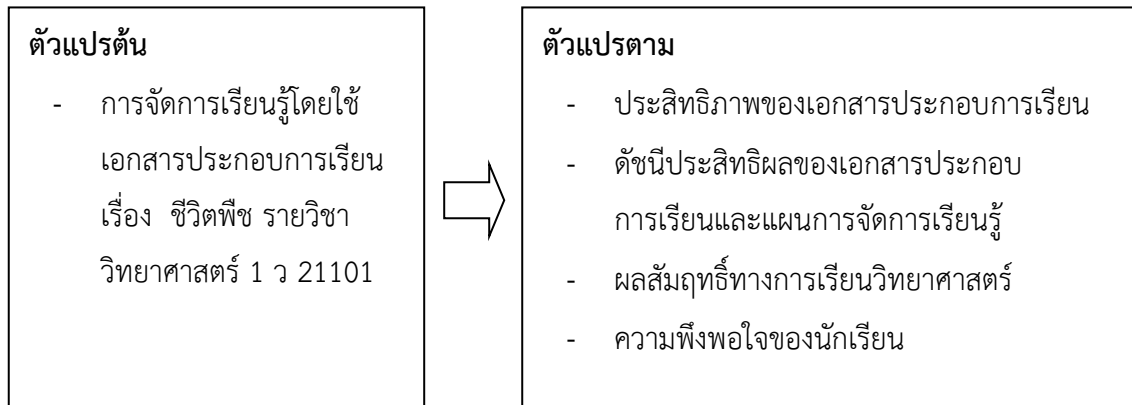 ตัวแปรต้น
- การจัดการเรียนรู้โดยใช้
เอกสารประกอบการเรียน
เรื่อง ชีวิตพืช รายวิชา
วิทยาศาสตร์ 1 ว 21101
ตัวแปรตาม
- ประสิทธิภาพของเอกสารประกอบการเรียน
- ดัชนีประสิทธิผลของเอกสารประกอบ
การเรียนและแผนการจัดการเรียนรู้
- ผลสัมฤทธิ์ทางการเรียนวิทยาศาสตร์
- ความพึงพอใจของนักเรียน